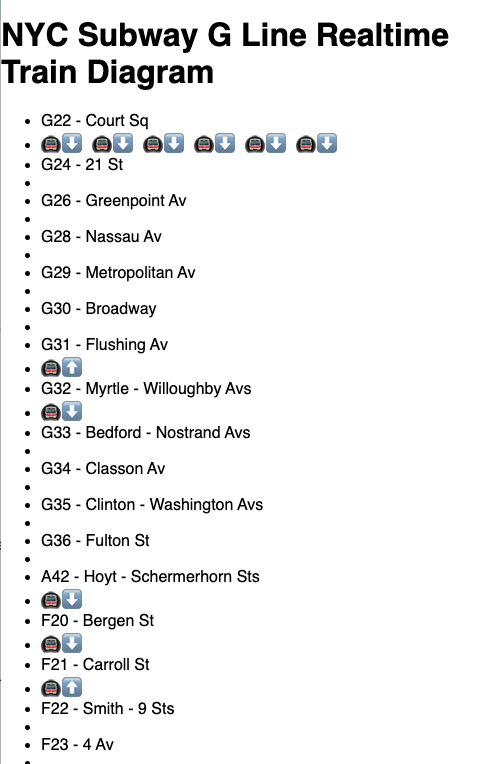 NYC Subway G Line Realtime
Train Diagram
G22 - Court Sq
G24 - 21 St
G26 - Greenpoint Av
G28 - Nassau Av
G29 - Metropolitan Av
G30 - Broadway
G31 - Flushing Av
G32 - Myrtle - Willoughby Avs
G33 - Bedford - Nostrand Avs
G34 - Classon Av
G35 - Clinton - Washington Avs
G36 - Fulton St
A42 - Hoyt - Schermerhorn Sts
F20 - Bergen St
F21 - Carroll St
F22 - Smith - 9 Sts
F23 - 4 Av